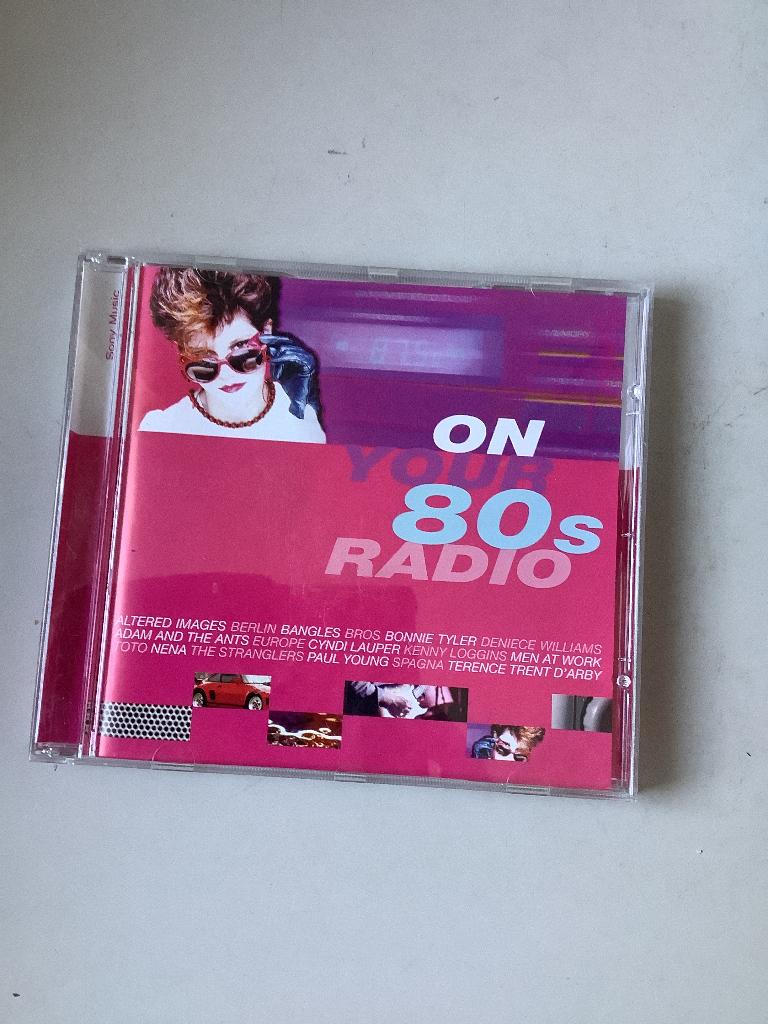 Sony Music
ON
YOUR
80s
RADIO
ALTERED IMAGES BERLIN BANGLES BROS BONNIE TYLER DENIECE WILLIAMS
ADAM AND THE ANTS EUROPE CYNDI LAUPER KENNY LOGGINS MEN AT WORK
TOTO NENA THE STRANGLERS PAUL YOUNG SPAGNA TERENCE TRENT D'ARBY